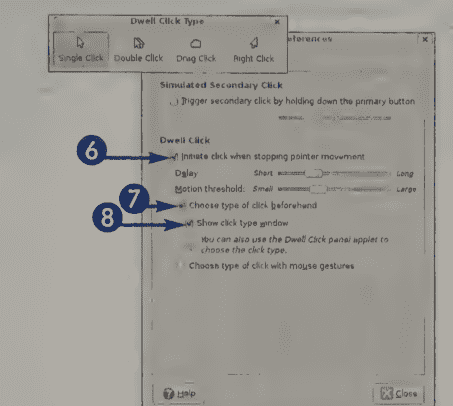 Dwell Click Type
Single Click Double Click Drag Click Right Click
erences
Simulated Secondary Click
Trigger secondary click by holding down the primary button
Dwell Click
6 Initiate click when stopping pointer movement
Delay Short Long
Motion threshold: Small Large
7 Choose type of click beforehand
8 Show click type window
You can also use the Dwell Click panel applet to
choose the click type.
Choose type of click with mouse gestures
Help Close